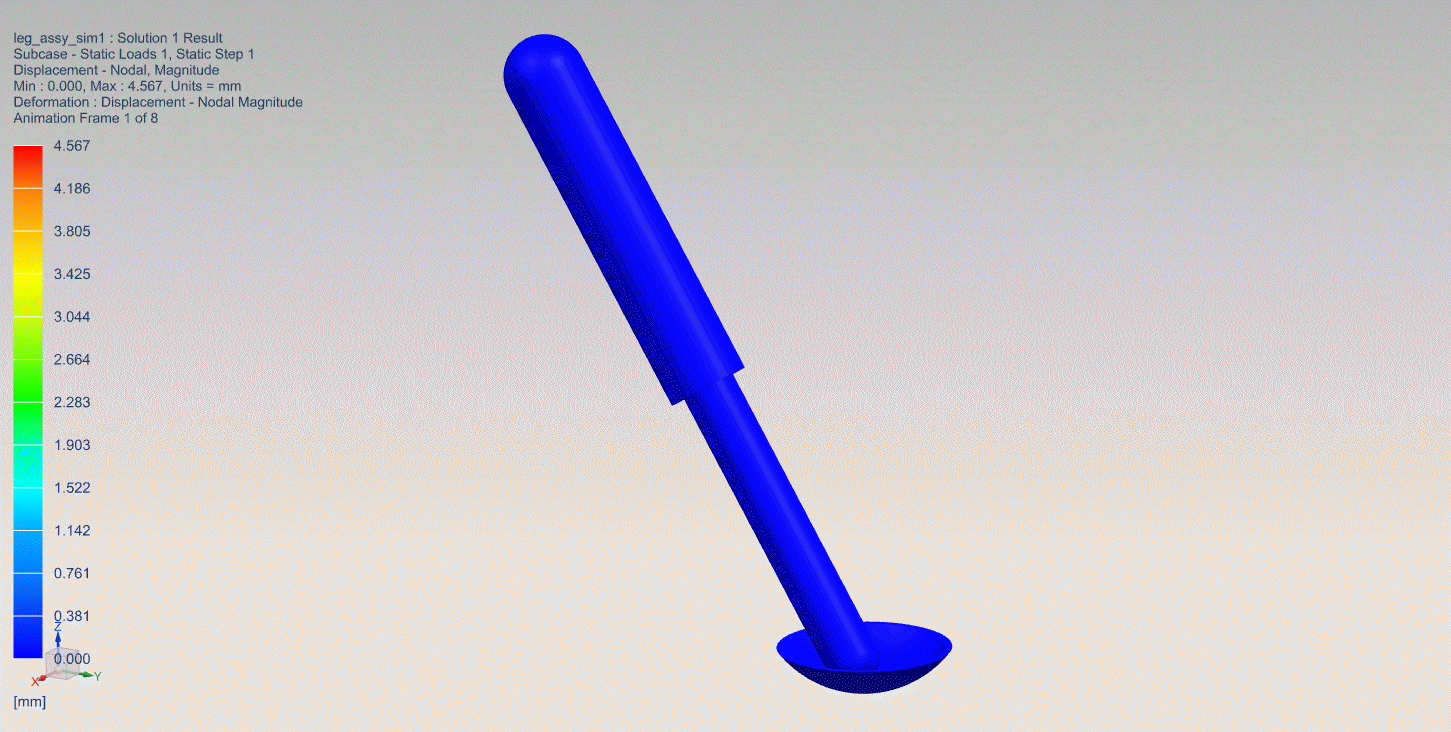 leg_assy_sim1 : Solution 1 Result
Subcase - Static Loads 1, Static Step 1
Displacement - Nodal, Magnitude
Min : 0.000, Max : 4.567, Units = mm
Deformation : Displacement - Nodal Magnitude
Animation Frame 1 of 8
4.567
4.186
3.805
3.425
3.044
2.664
2.283
1.903
1.522
1.142
0.761
0.381
Z
0.000
X
Y
[mm]